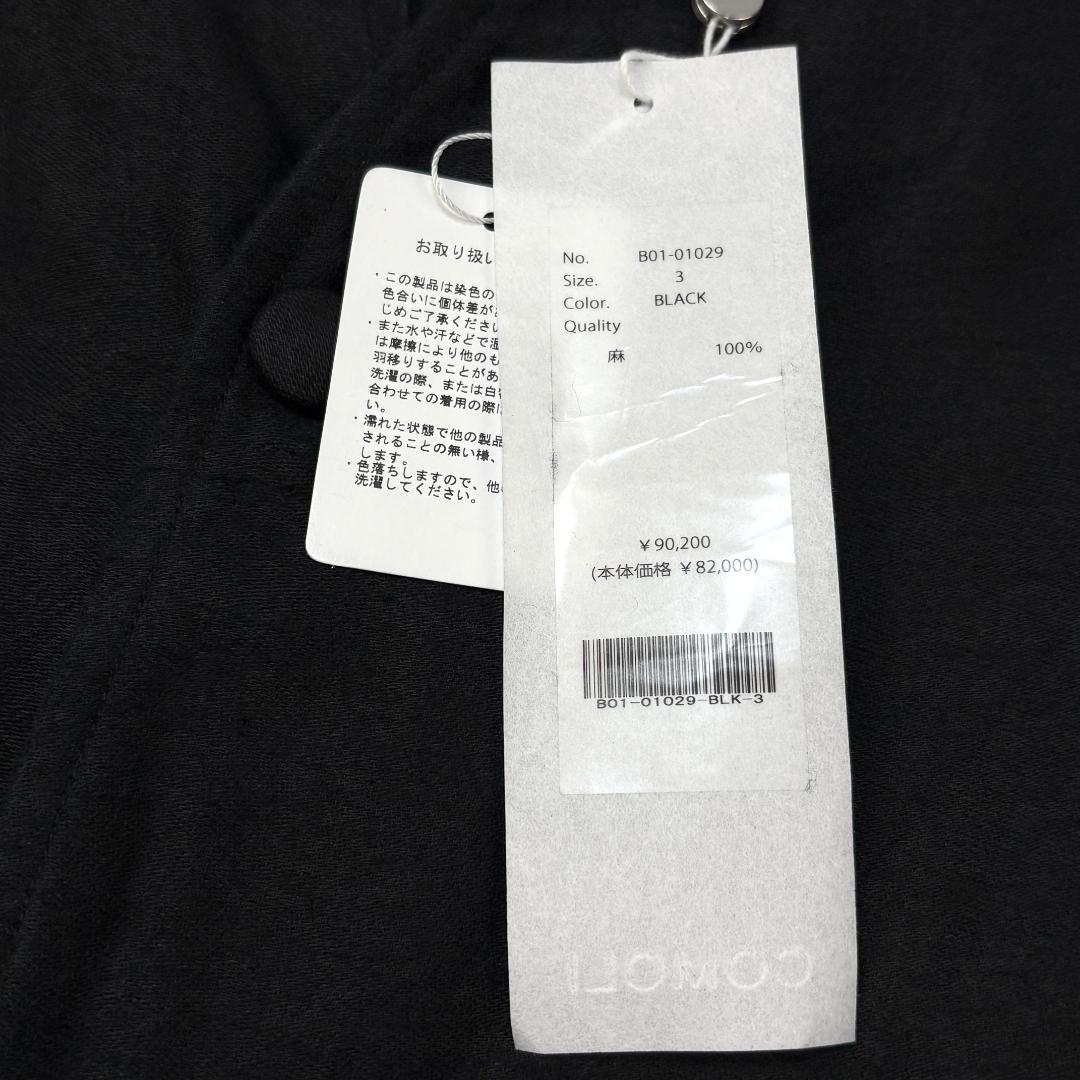 お取り扱い
・この製品は染色の
色合いに個体差が
じめご了承ください
・また水や汗などで湿
は摩擦により他のも
羽移りすることがあ
洗濯の際、または白
合わせての着用の際
い。
・濡れた状態で他の製品
されることの無い様、
します。
・色落ちしますので、他
洗濯してください。
No. B01-01029
Size. 3
Color. BLACK
Quality
麻 100%
￥90,200
(本体価格 ￥82,000)
B01-01029-BLK-3
COMOLI